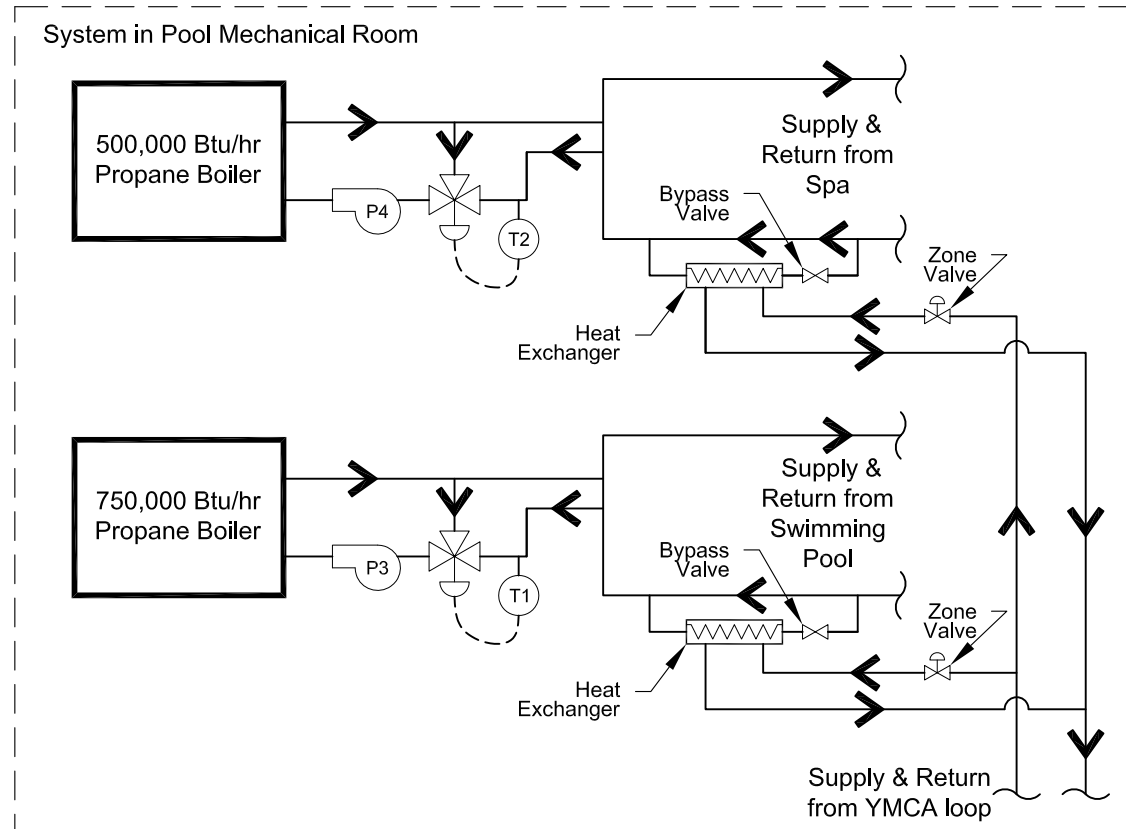 System in Pool Mechanical Room
500,000 Btu/hr
Propane Boiler
P4
T2
Supply &
Return from
Spa
Bypass
Valve
Zone
Valve
Heat
Exchanger
750,000 Btu/hr
Propane Boiler
P3
T1
Supply &
Return from
Swimming
Pool
Bypass
Valve
Zone
Valve
Heat
Exchanger
Supply & Return
from YMCA loop